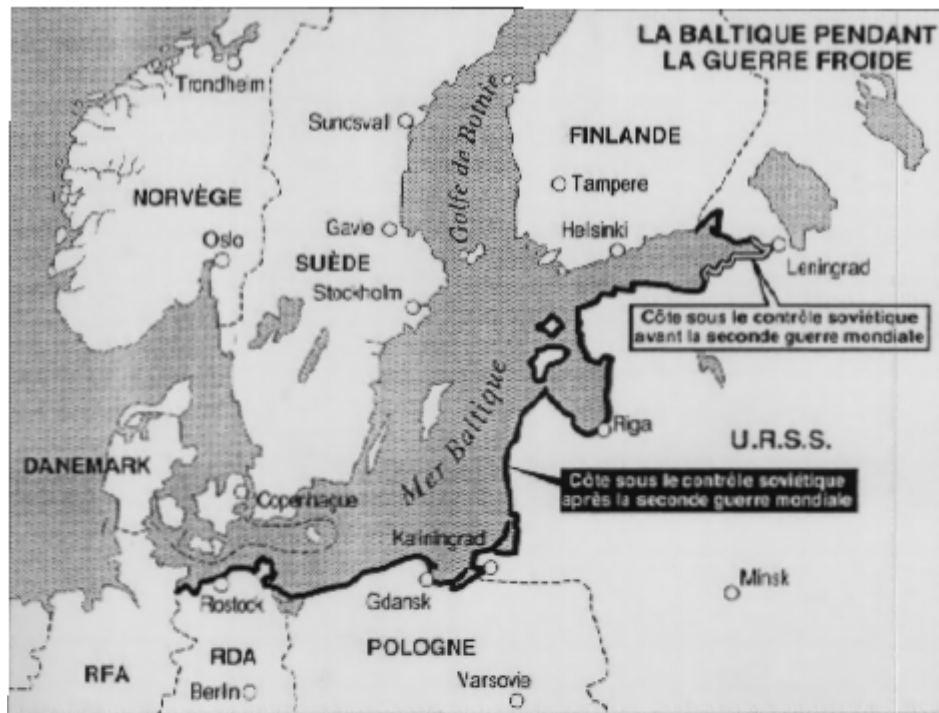 LA BALTIQUE PENDANT
LA GUERRE FROIDE
Trondheim
Sundsval
Golfe de Botnie
FINLANDE
Tampere
NORVÈGE
Gavie
Helsinki
Oslo
SUÈDE
Leningrad
Stockholm
Côte sous le contrôle soviétique
avant la seconde guerre mondiale
Mer Baltique
Riga
U.R.S.S.
DANEMARK
Côte sous le contrôle soviétique
après la seconde guerre mondiale
Copenhague
Kaliningrad
Minsk
Rostock
Gdansk
POLOGNE
RFA
RDA
Berlin
Varsovie